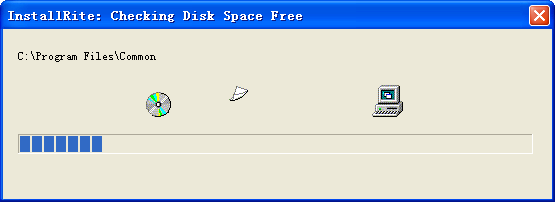 InstallRite: Checking Disk Space Free
C:\Program Files\Common